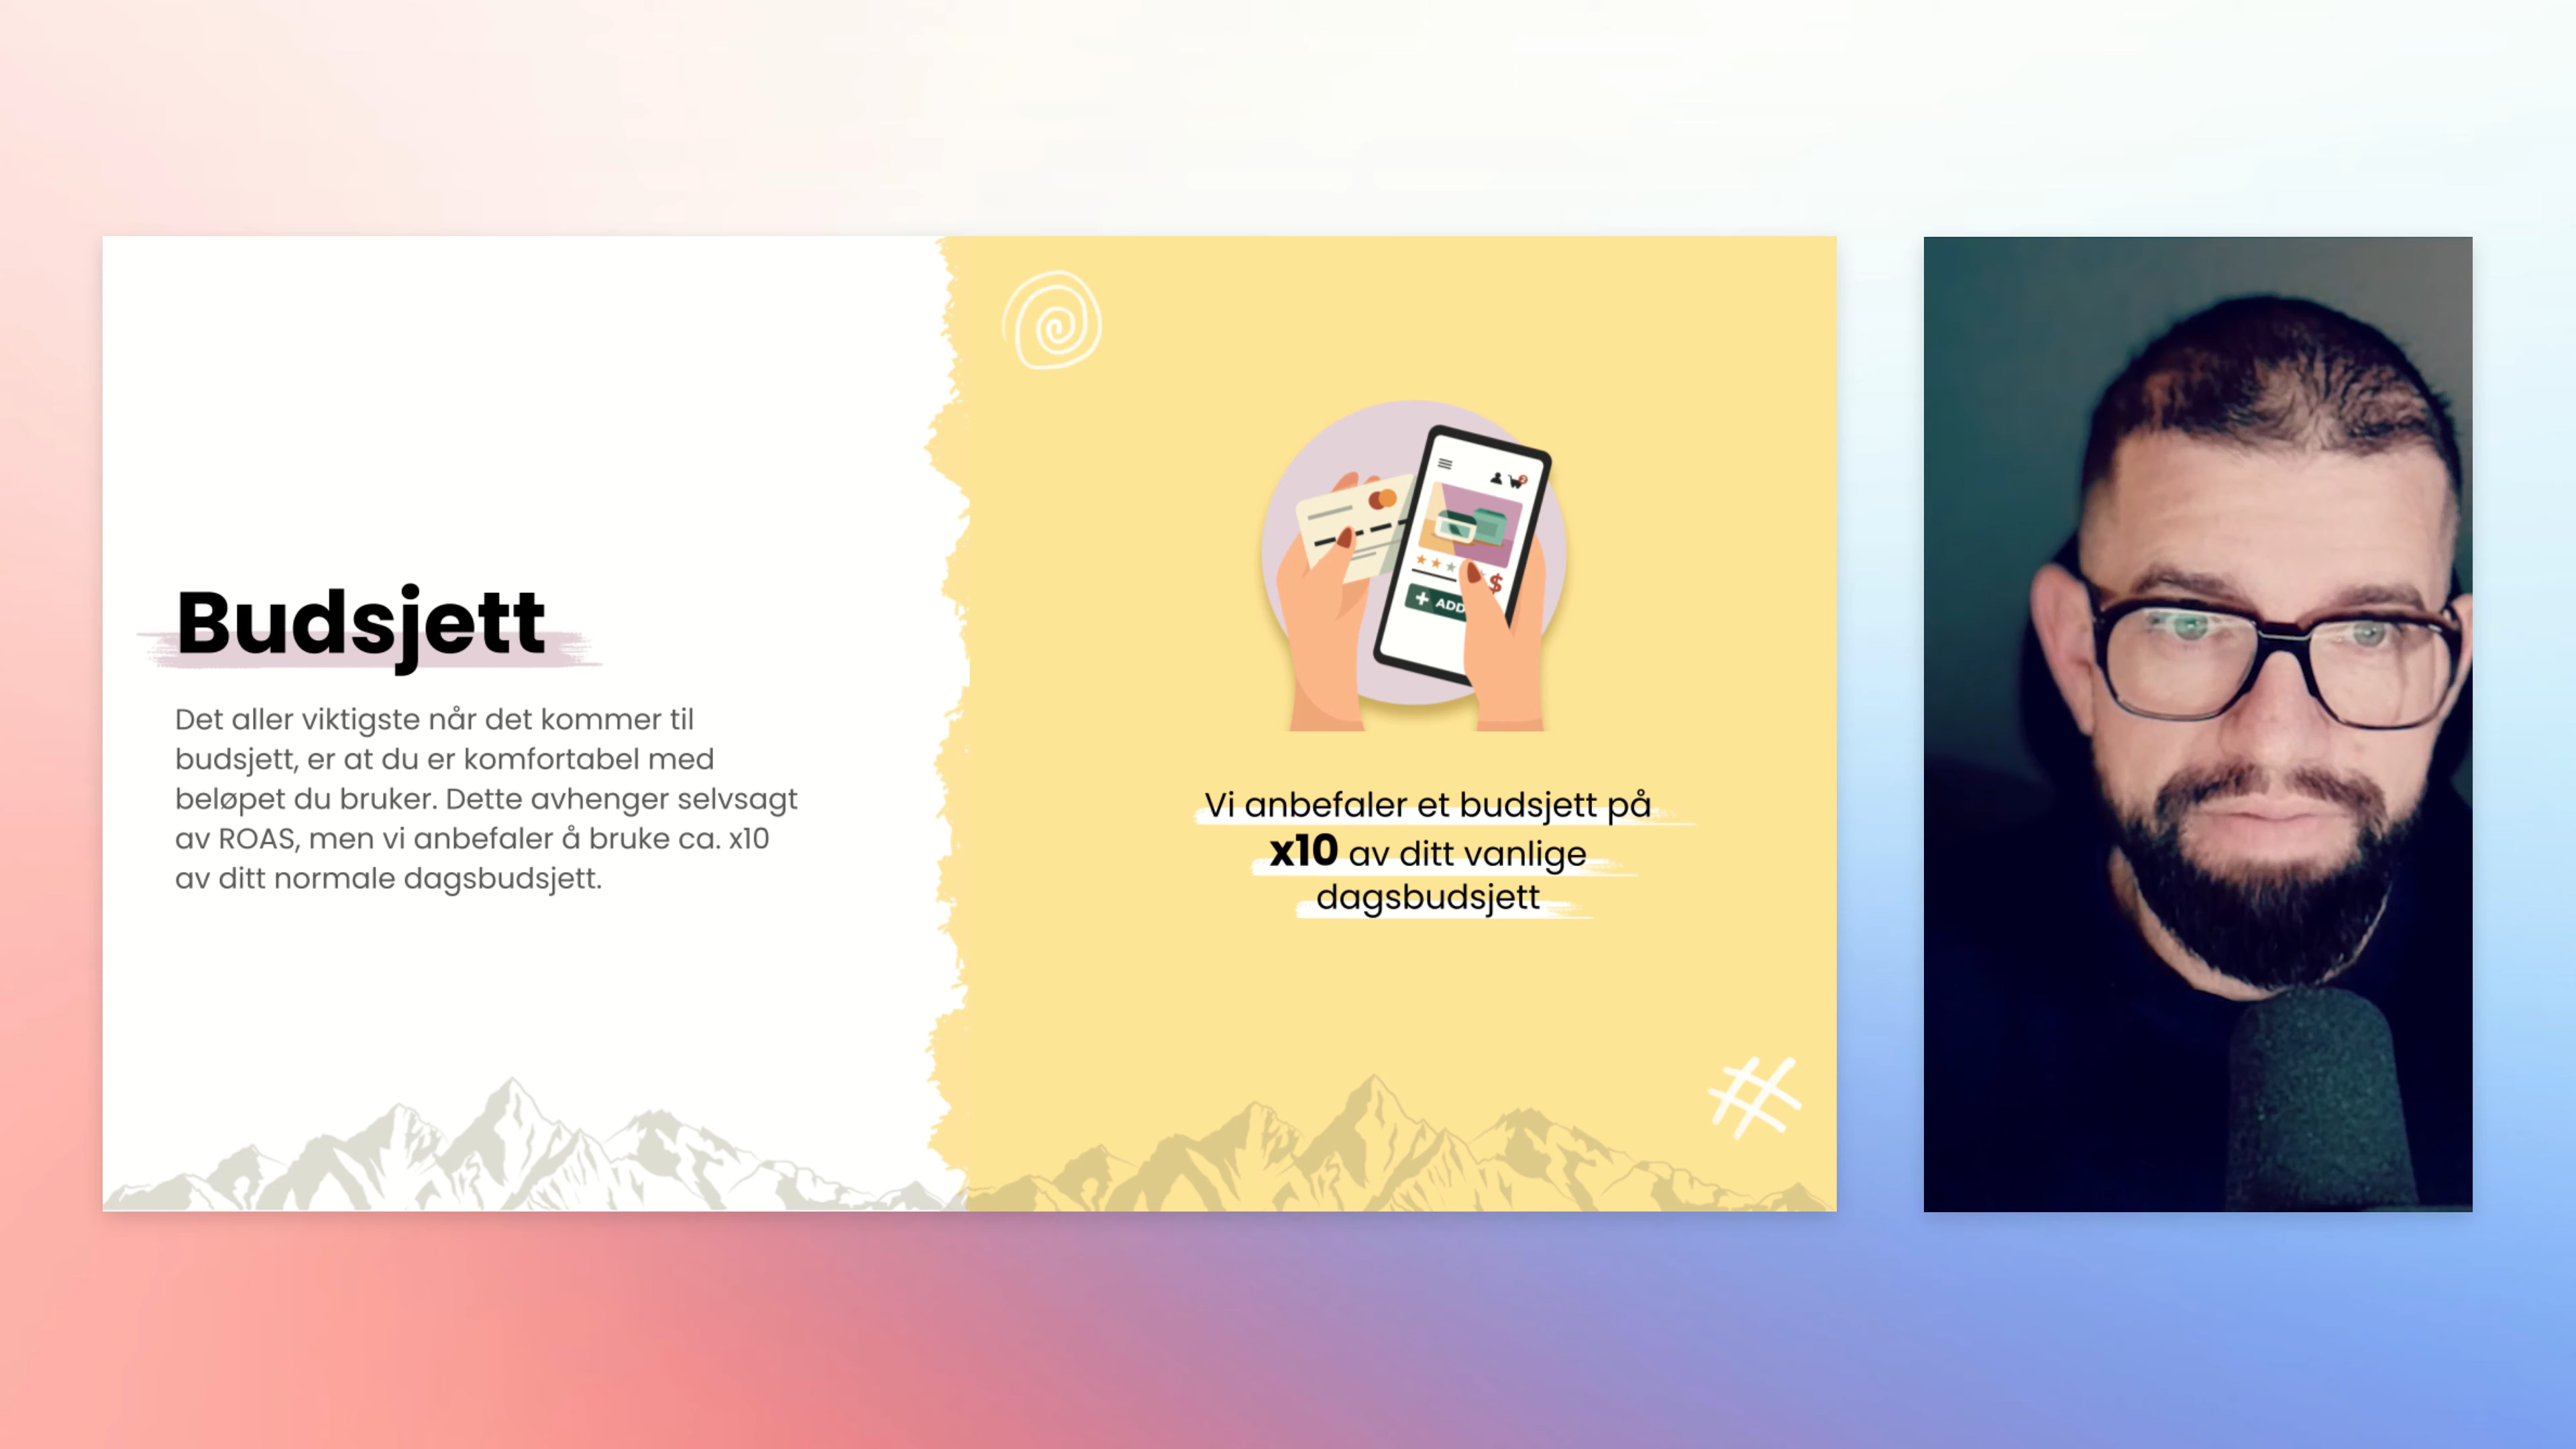 Budsjett
Det aller viktigste når det kommer til
budsjett, er at du er komfortabel med
beløpet du bruker. Dette avhenger selvsagt
av ROAS, men vi anbefaler å bruke ca. x10
av ditt normale dagsbudsjett.
$
+ ADD
Vi anbefaler et budsjett på
x10 av ditt vanlige
dagsbudsjett